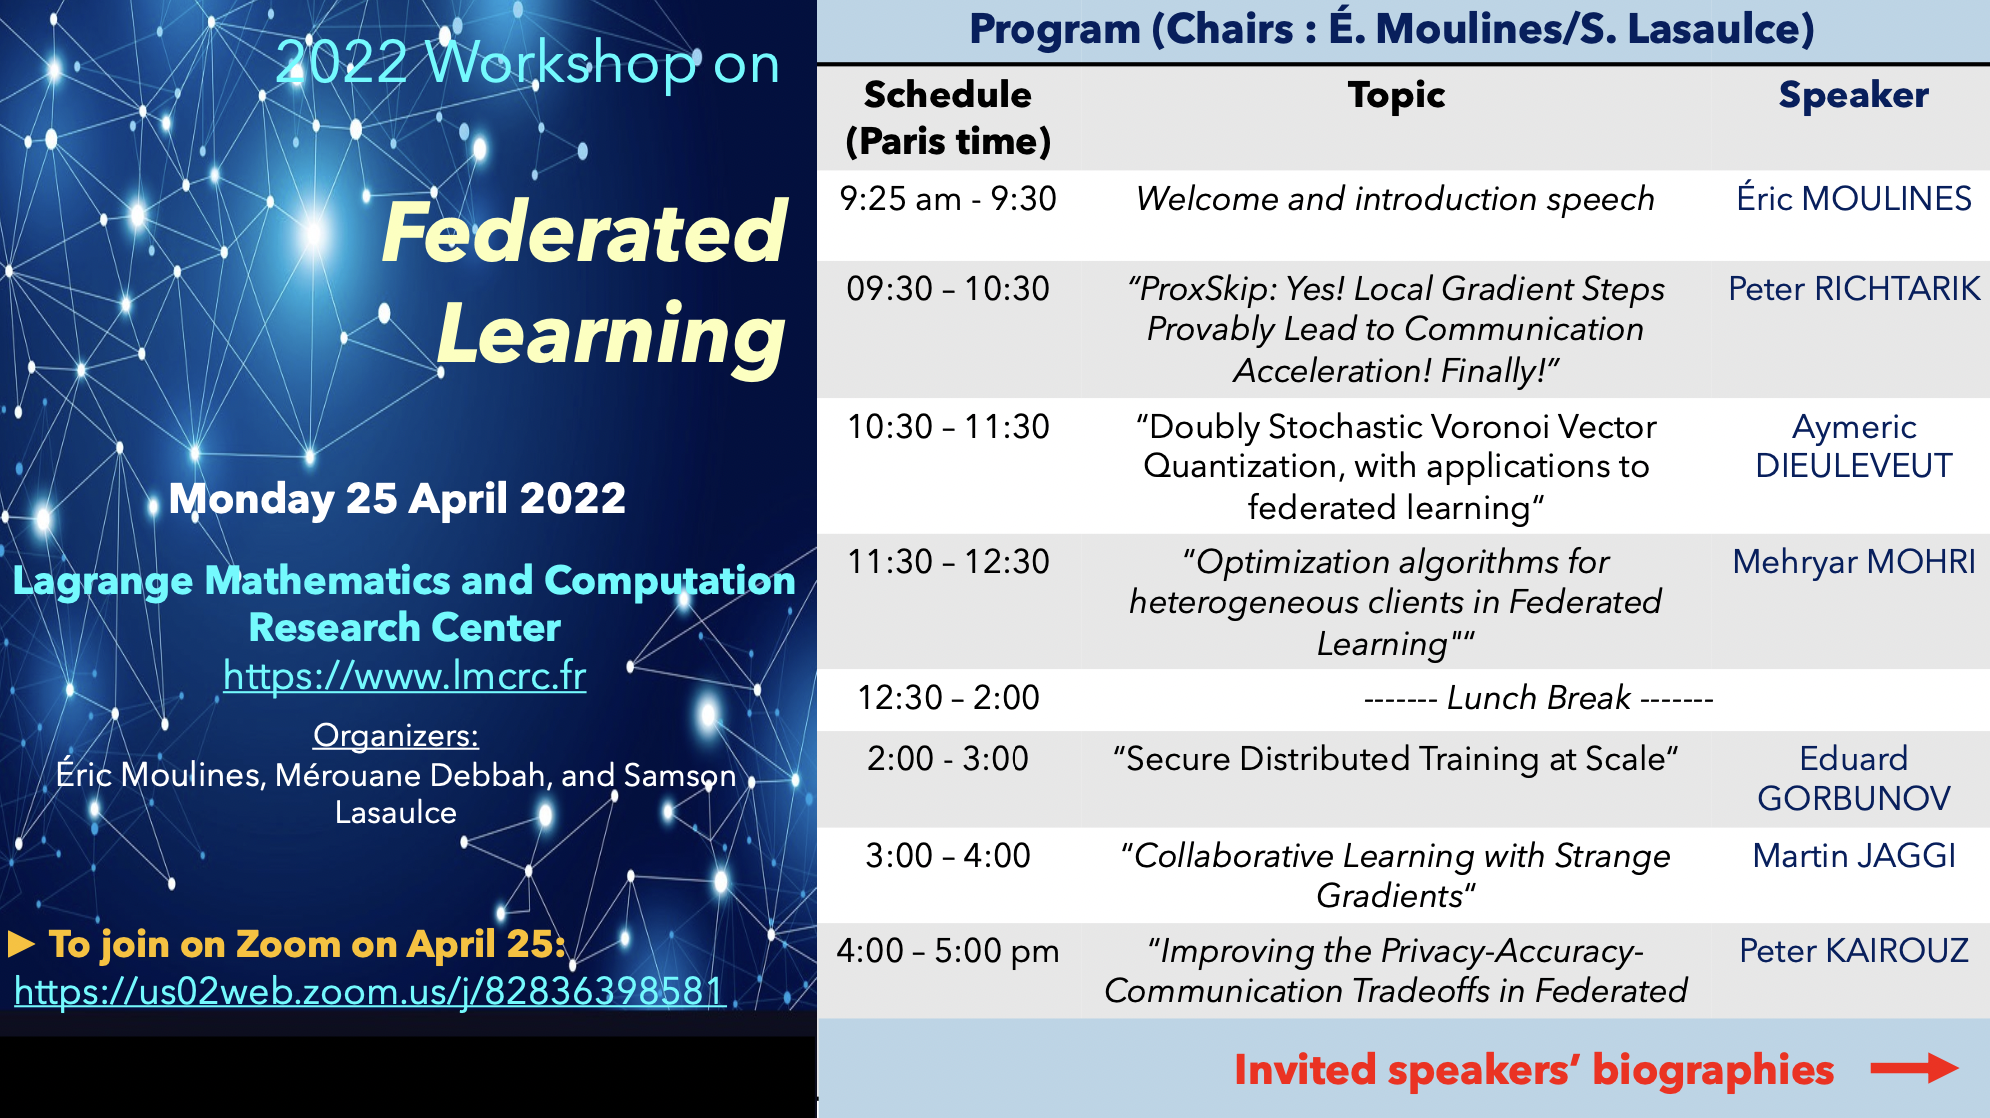 2022 Workshop on
Federated
Learning
Monday 25 April 2022
Lagrange Mathematics and Computation
Research Center
https://www.lmcrc.fr
Organizers:
Éric Moulines, Mérouane Debbah, and Samson
Lasaulce
► To join on Zoom on April 25:
https://us02web.zoom.us/j/82836398581
Program (Chairs : É. Moulines/S. Lasaulce)
Schedule Topic Speaker
(Paris time)
9:25 am - 9:30 Welcome and introduction speech Éric MOULINES
09:30 – 10:30 “ProxSkip: Yes! Local Gradient Steps Peter RICHTARIK
Provably Lead to Communication
Acceleration! Finally!”
10:30 – 11:30 “Doubly Stochastic Voronoi Vector Aymeric
Quantization, with applications to DIEULEVEUT
federated learning“
11:30 – 12:30 “Optimization algorithms for Mehryar MOHRI
heterogeneous clients in Federated
Learning"“
12:30 – 2:00 ------- Lunch Break -------
2:00 - 3:00 “Secure Distributed Training at Scale“ Eduard
GORBUNOV
3:00 – 4:00 “Collaborative Learning with Strange Martin JAGGI
Gradients“
4:00 – 5:00 pm “Improving the Privacy-Accuracy- Peter KAIROUZ
Communication Tradeoffs in Federated
Invited speakers’ biographies